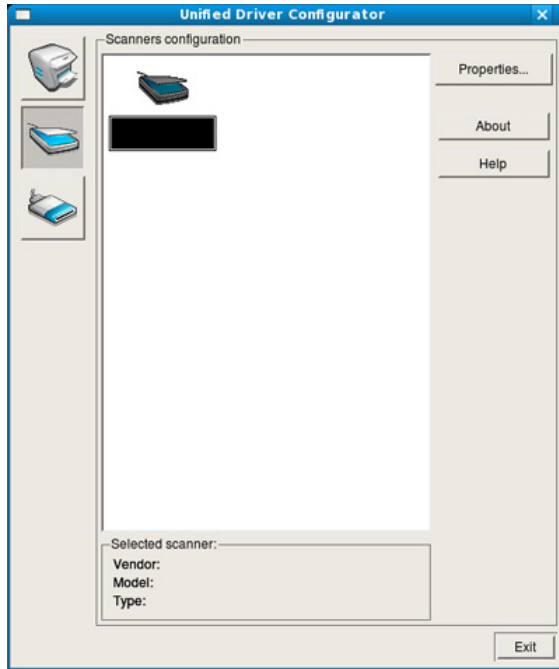 Unified Driver Configurator
Scanners configuration
Properties...
About
Help
Selected scanner:
Vendor:
Model:
Type:
Exit